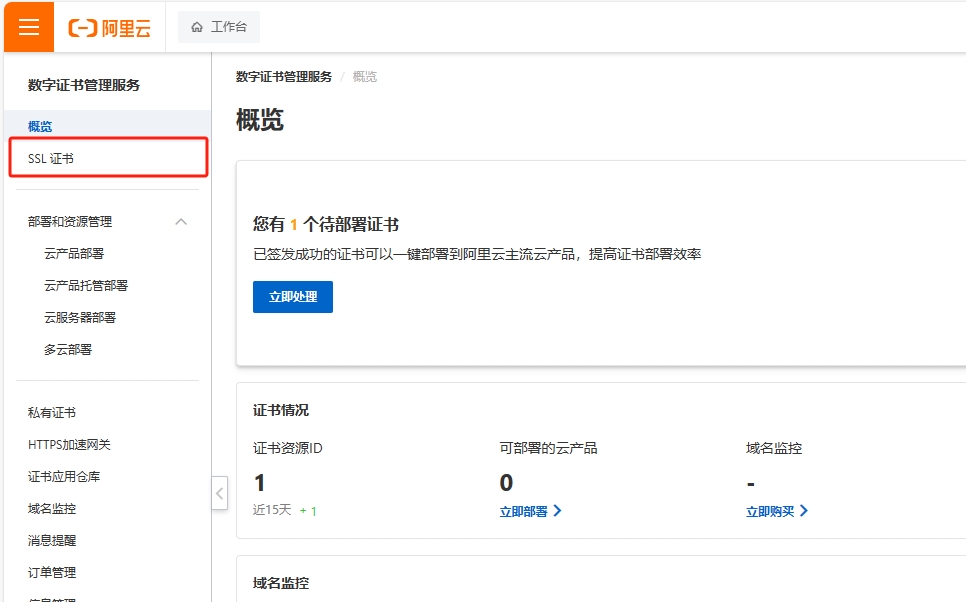 阿里云
工作台
数字证书管理服务
概览
SSL 证书
部署和资源管理
云产品部署
云产品托管部署
云服务器部署
多云部署
私有证书
HTTPS加速网关
证书应用仓库
域名监控
消息提醒
订单管理
数字证书管理服务 / 概览
概览
您有 1 个待部署证书
已签发成功的证书可以一键部署到阿里云主流云产品，提高证书部署效率
立即处理
证书情况
证书资源ID 可部署的云产品 域名监控
1 0 -
近15天 + 1 立即部署 立即购买
域名监控